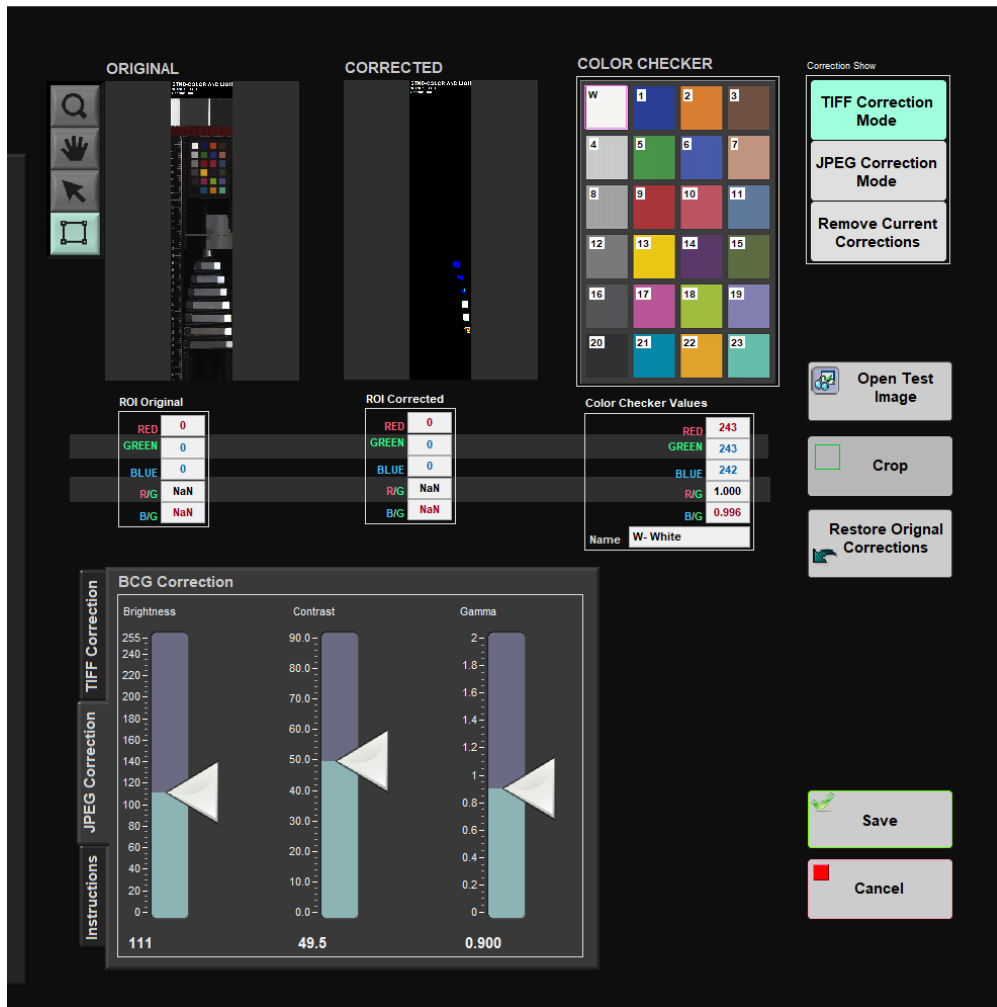 ORIGINAL
CORRECTED
COLOR CHECKER
Correction Show
W
1
2
3
4
5
6
7
8
9
10
11
12
13
14
15
16
17
18
19
20
21
22
23
TIFF Correction
Mode
JPEG Correction
Mode
Remove Current
Corrections
Open Test
Image
Crop
Restore Orignal
Corrections
ROI Original
RED 0
GREEN 0
BLUE 0
R/G NaN
B/G NaN
ROI Corrected
RED 0
GREEN 0
BLUE 0
R/G NaN
B/G NaN
Color Checker Values
RED 243
GREEN 243
BLUE 242
R/G 1.000
B/G 0.996
Name W- White
TIFF Correction
JPEG Correction
Instructions
BCG Correction
Brightness
255
240
220
200
180
160
140
120
100
80
60
40
20
0
111
Contrast
90.0
80.0
70.0
60.0
50.0
40.0
30.0
20.0
10.0
0.0
49.5
Gamma
2
1.8
1.6
1.4
1.2
1
0.8
0.6
0.4
0.2
0
0.900
Save
Cancel